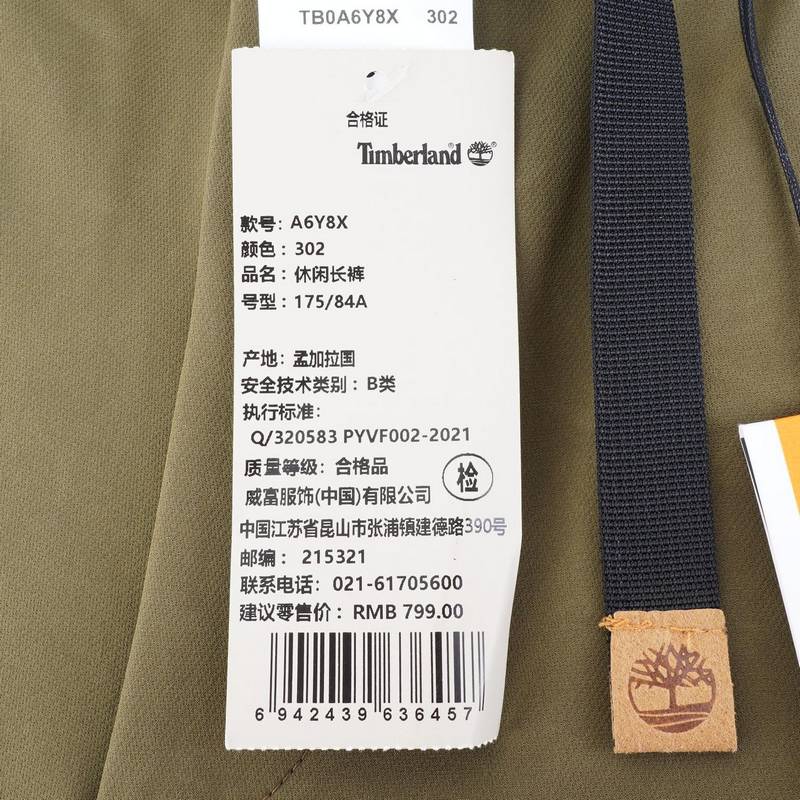 TB0A6Y8X 302
合格证
Timberland
款号: A6Y8X
颜色: 302
品名: 休闲长裤
号型: 175/84A
产地: 孟加拉国
安全技术类别: B类
执行标准:
Q/320583 PYVF002-2021
质量等级: 合格品
检
威富服饰(中国)有限公司
中国江苏省昆山市张浦镇建德路390号
邮编: 215321
联系电话: 021-61705600
建议零售价: RMB 799.00
6 942439 636457